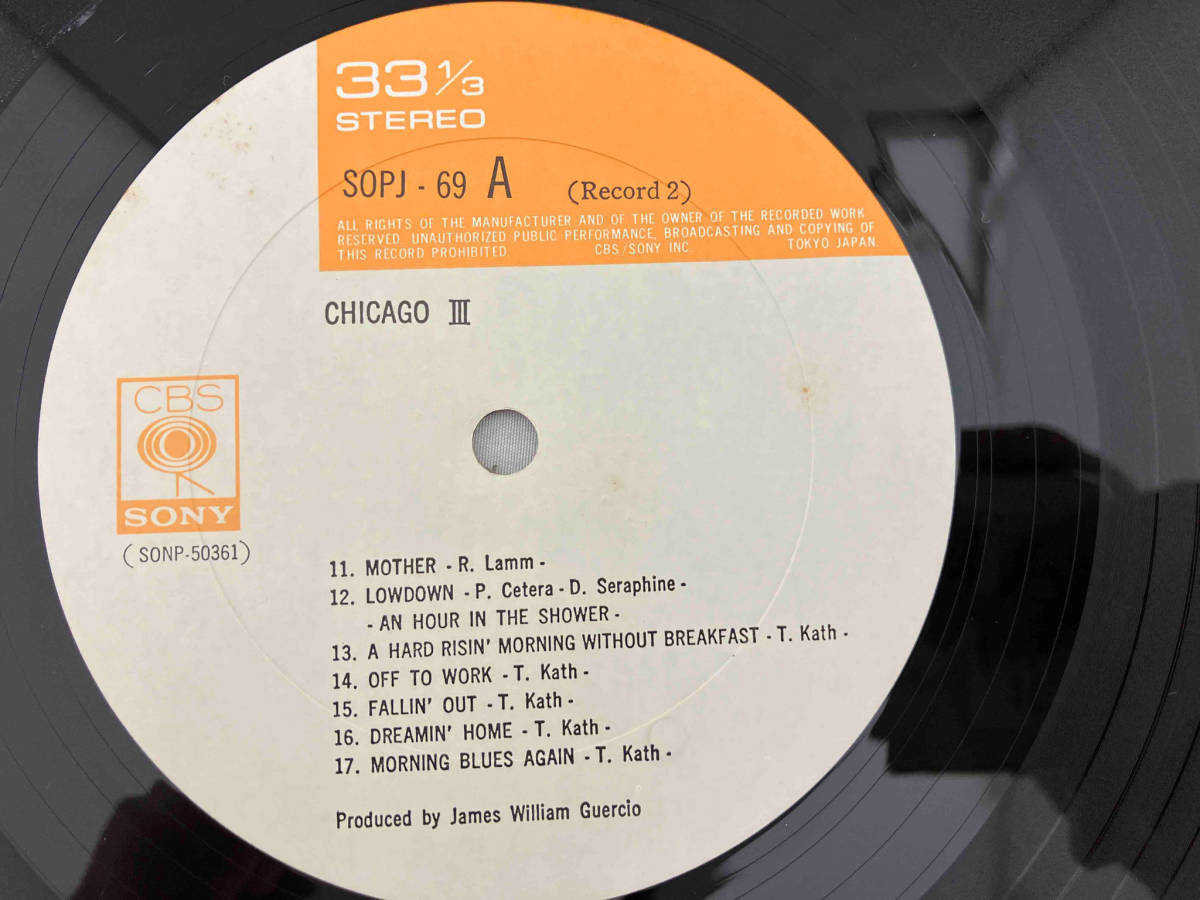 33 1/3
STEREO
SOPJ - 69 A (Record 2)
ALL RIGHTS OF THE MANUFACTURER AND OF THE OWNER OF THE RECORDED WORK
RESERVED. UNAUTHORIZED PUBLIC PERFORMANCE, BROADCASTING AND COPYING OF
THIS RECORD PROHIBITED. CBS/SONY INC. TOKYO JAPAN.
CHICAGO III
CBS
SONY
(SONP-50361)
11. MOTHER - R. Lamm -
12. LOWDOWN - P. Cetera - D. Seraphine -
- AN HOUR IN THE SHOWER -
13. A HARD RISIN' MORNING WITHOUT BREAKFAST - T. Kath -
14. OFF TO WORK - T. Kath -
15. FALLIN' OUT - T. Kath -
16. DREAMIN' HOME - T. Kath -
17. MORNING BLUES AGAIN - T. Kath -
Produced by James William Guercio